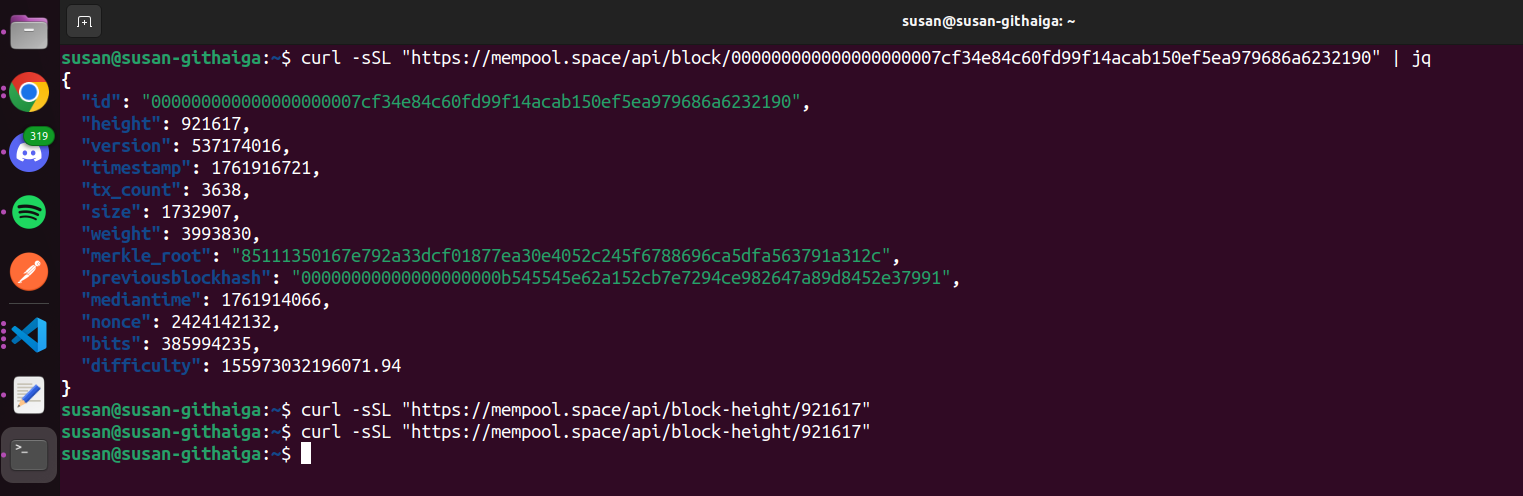 susan@susan-githaiga: ~
susan@susan-githaiga:~$ curl -sSL "https://mempool.space/api/block/000000000000000000007cf34e84c60fd99f14acab150ef5ea979686a6232190" | jq
{
  "id": "000000000000000000007cf34e84c60fd99f14acab150ef5ea979686a6232190",
  "height": 921617,
  "version": 537174016,
  "timestamp": 1761916721,
  "tx_count": 3638,
  "size": 1732907,
  "weight": 3993830,
  "merkle_root": "85111350167e792a33dcf01877ea30e4052c245f6788696ca5dfa563791a312c",
  "previousblockhash": "00000000000000000000b545545e62a152cb7e7294ce982647a89d8452e37991",
  "mediantime": 1761914066,
  "nonce": 2424142132,
  "bits": 385994235,
  "difficulty": 155973032196071.94
}
susan@susan-githaiga:~$ curl -sSL "https://mempool.space/api/block-height/921617"
susan@susan-githaiga:~$ curl -sSL "https://mempool.space/api/block-height/921617"
susan@susan-githaiga:~$
319
>_